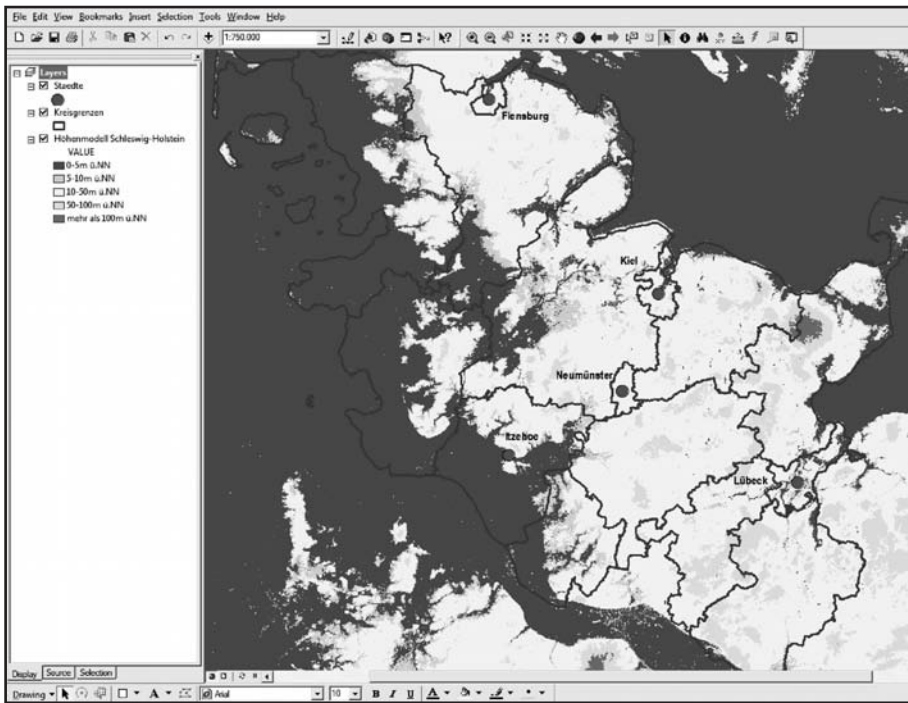 File Edit View Bookmarks Insert Selection Tools Window Help
1:750.000
Layers
Staedte
Kreisgrenzen
Höhenmodell Schleswig-Holstein
VALUE
0-5m ü.NN
5-10m ü.NN
10-50m ü.NN
50-100m ü.NN
mehr als 100m ü.NN
Flensburg
Kiel
Neumünster
Itzehoe
Lübeck
Display Source Selection
Drawing A Arial 10 B I U A